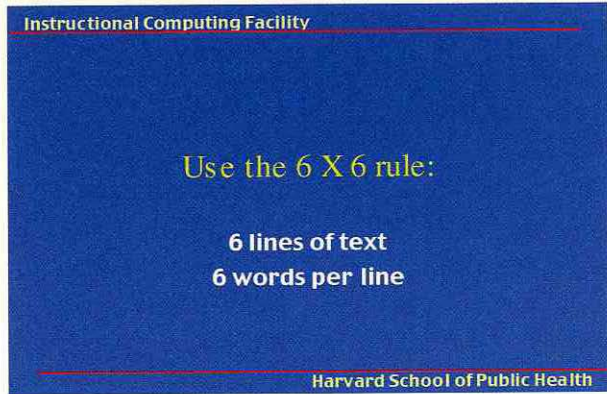 Instructional Computing Facility
Use the 6 X 6 rule:
6 lines of text
6 words per line
Harvard School of Public Health